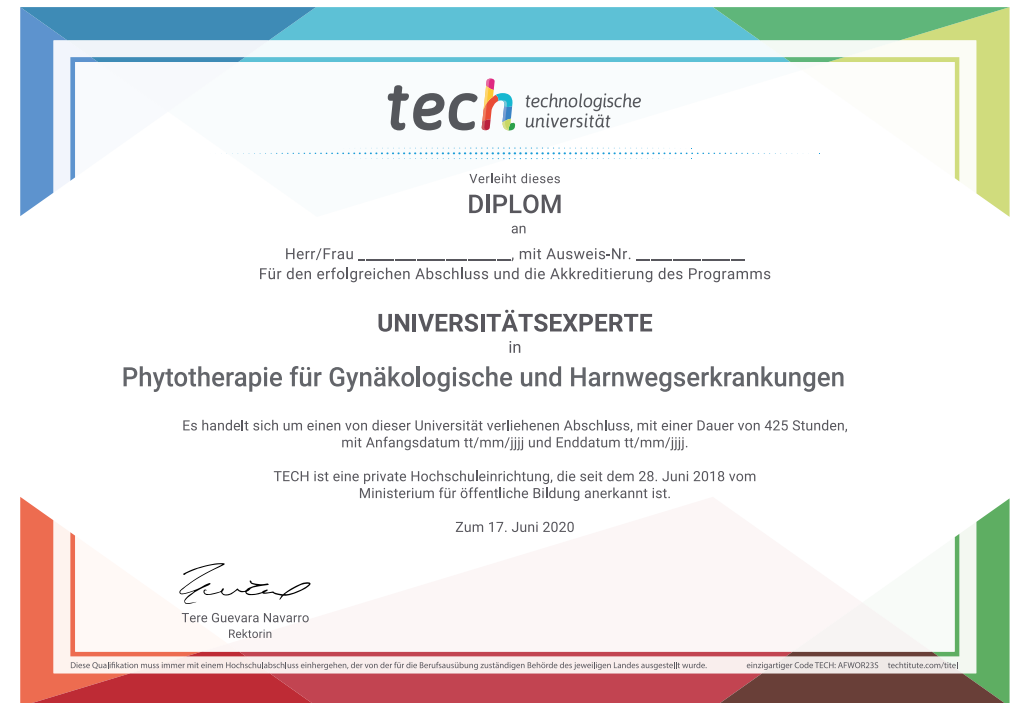 tech technologische
universität
Verleiht dieses
DIPLOM
an
Herr/Frau ____________________, mit Ausweis-Nr. ______________
Für den erfolgreichen Abschluss und die Akkreditierung des Programms
UNIVERSITÄTSEXPERTE
in
Phytotherapie für Gynäkologische und Harnwegserkrankungen
Es handelt sich um einen von dieser Universität verliehenen Abschluss, mit einer Dauer von 425 Stunden,
mit Anfangsdatum tt/mm/jjjj und Enddatum tt/mm/jjjj.
TECH ist eine private Hochschuleinrichtung, die seit dem 28. Juni 2018 vom
Ministerium für öffentliche Bildung anerkannt ist.
Zum 17. Juni 2020
Tere Guevara Navarro
Rektorin
Diese Qualifikation muss immer mit einem Hochschulabschluss einhergehen, der von der für die Berufsausübung zuständigen Behörde des jeweiligen Landes ausgestellt wurde. einzigartiger Code TECH: AFWOR23S techtitute.com/titel